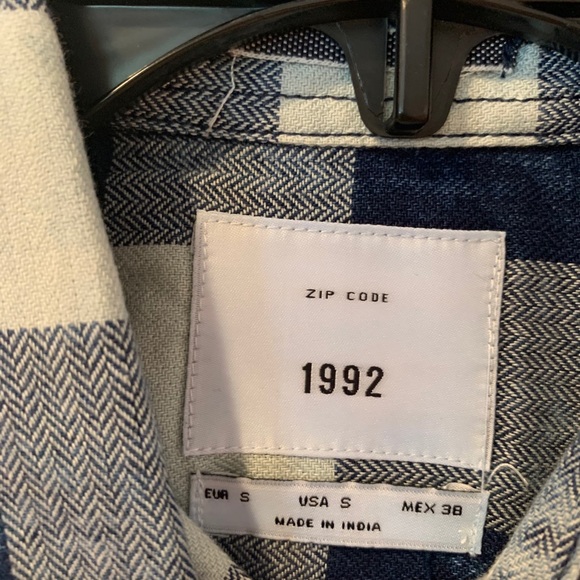 ZIP CODE
1992
EUR S USA S MEX 38
MADE IN INDIA